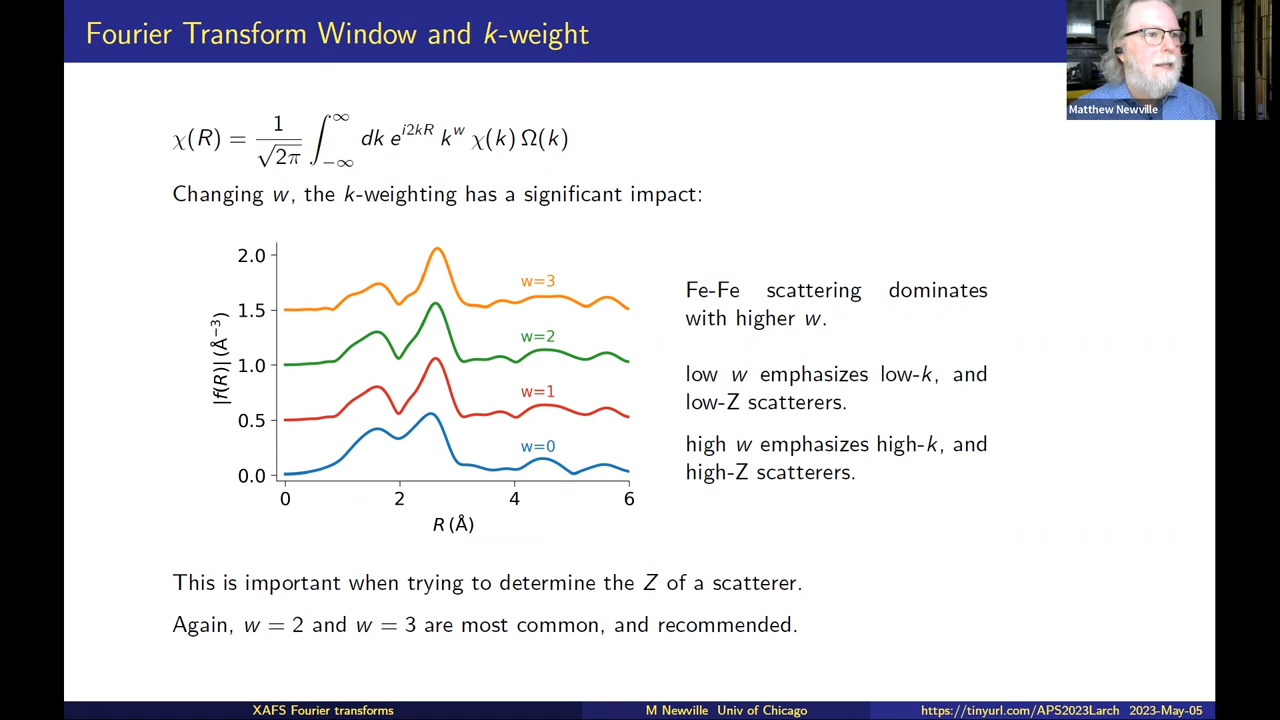 Fourier Transform Window and k-weight
Matthew Newville
χ(R) = 1/√2π ∫_{−∞}^{∞} dk e^{i2kR} k^w χ(k) Ω(k)
Changing w, the k-weighting has a significant impact:
2.0
1.5
1.0
0.5
0.0
|f(R)| (Å⁻³)
w=3
w=2
w=1
w=0
0 2 4 6
R (Å)
Fe-Fe scattering dominates
with higher w.
low w emphasizes low-k, and
low-Z scatterers.
high w emphasizes high-k, and
high-Z scatterers.
This is important when trying to determine the Z of a scatterer.
Again, w = 2 and w = 3 are most common, and recommended.
XAFS Fourier transforms
M Newville Univ of Chicago
https://tinyurl.com/APS2023Larch 2023-May-05